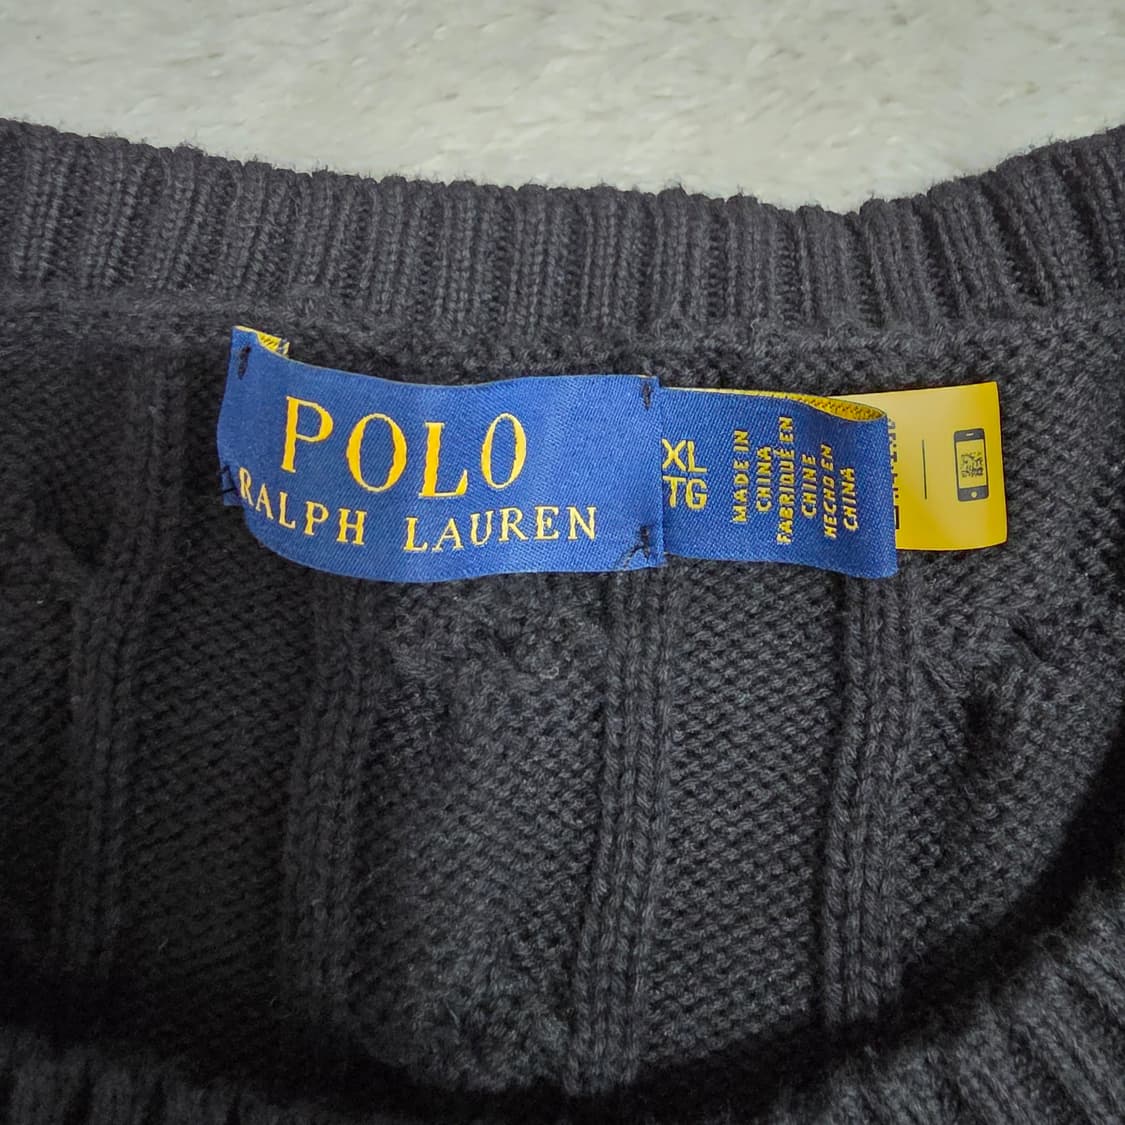 POLO
RALPH LAUREN
XL
TG
MADE IN
CHINA
FABRIQUÉ EN
CHINE
HECHO EN
CHINA